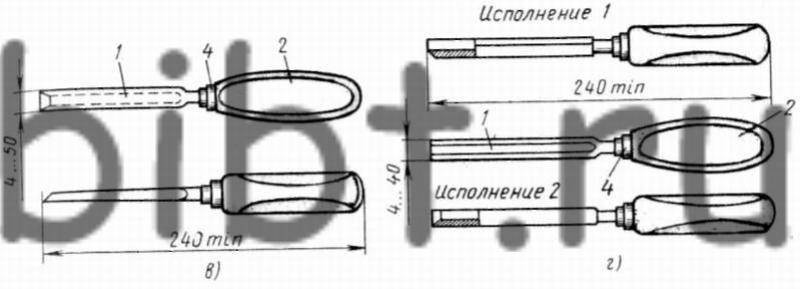 Исполнение 1
1
4
2
4...50
240 min
в)
240 min
1
2
4
4...40
Исполнение 2
г)
bibt.ru